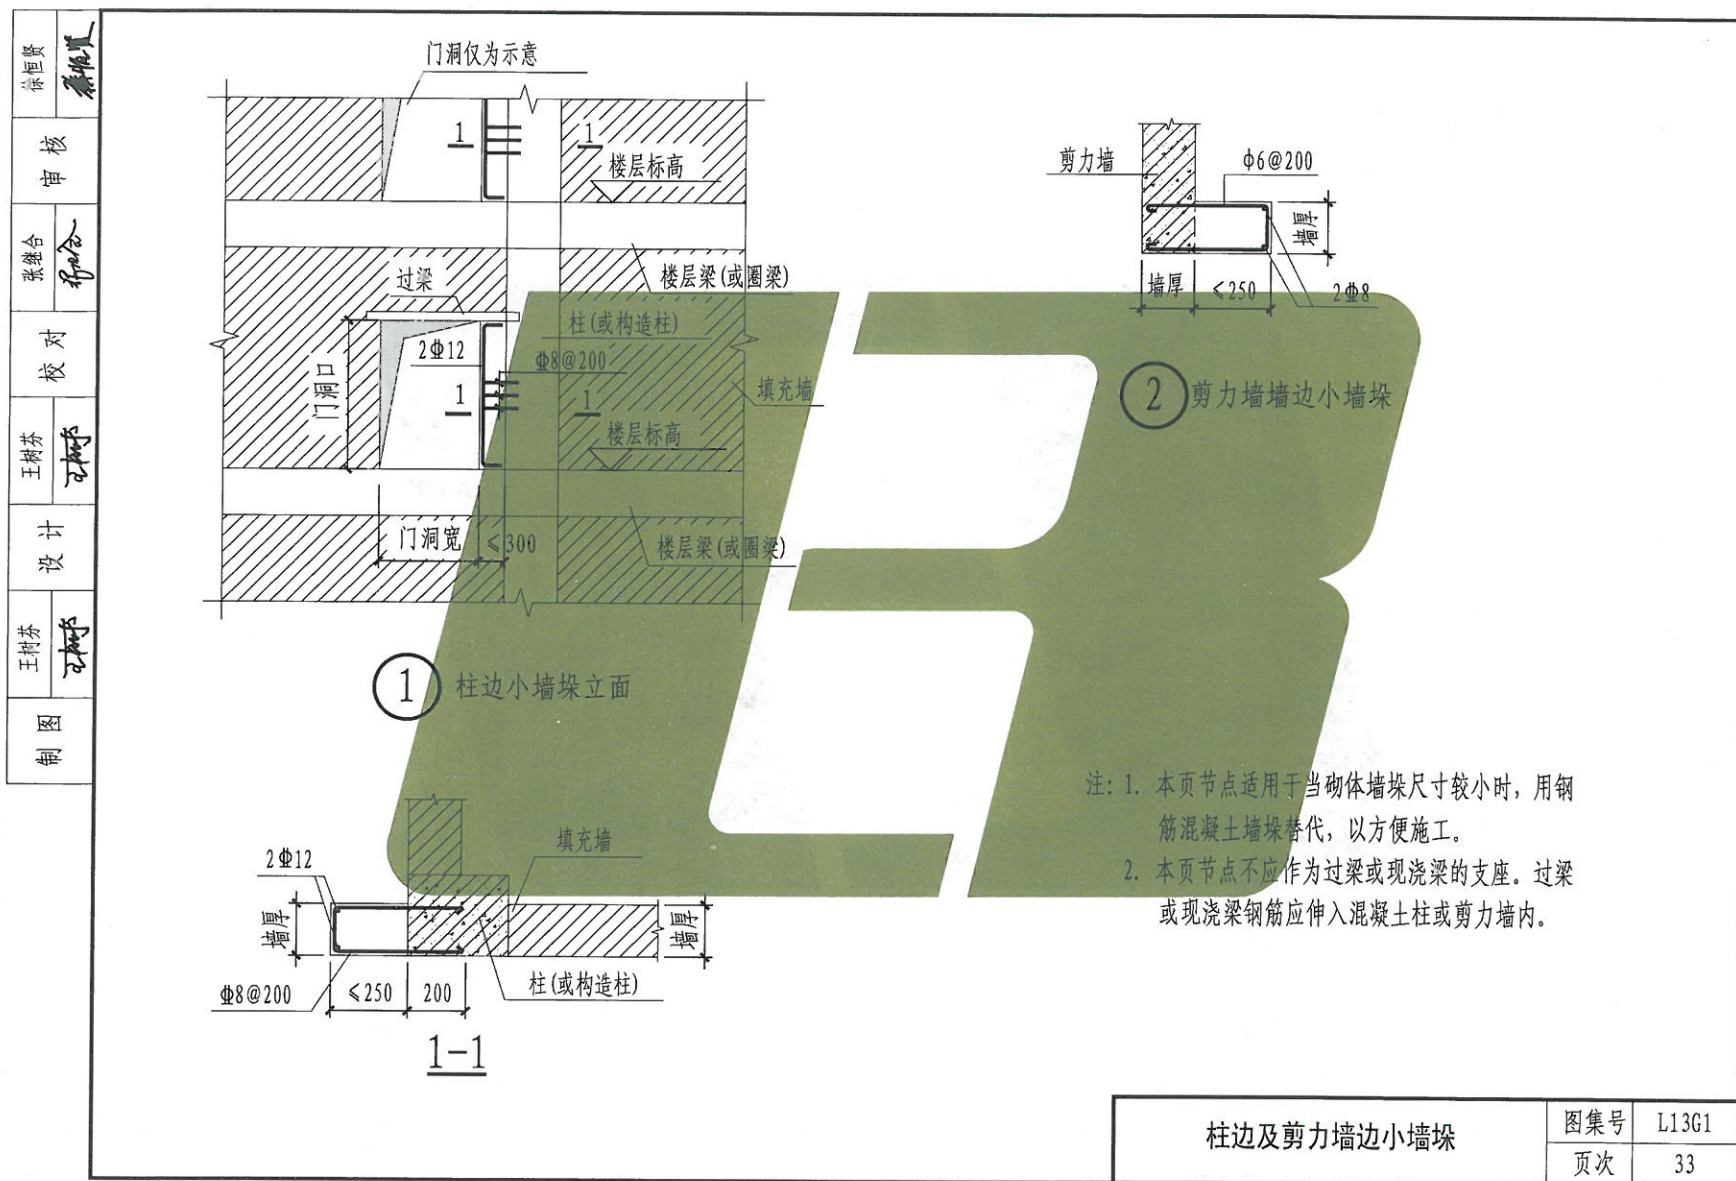 徐恒贤
审核
张继合
校对
王树芬
设计
王树芬
制图
门洞仅为示意
1
1
楼层标高
过梁
楼层梁(或圈梁)
柱(或构造柱)
2Φ12
Φ8@200
门洞口
1
1
填充墙
楼层标高
门洞宽
≤300
楼层梁(或圈梁)
1 柱边小墙垛立面
剪力墙
Φ6@200
墙厚
墙厚
≤250
2Φ8
2 剪力墙墙边小墙垛
2Φ12
填充墙
墙厚
墙厚
Φ8@200
≤250
200
柱(或构造柱)
1-1
注: 1. 本页节点适用于当砌体墙垛尺寸较小时，用钢
筋混凝土墙垛替代，以方便施工。
2. 本页节点不应作为过梁或现浇梁的支座。过梁
或现浇梁钢筋应伸入混凝土柱或剪力墙内。
柱边及剪力墙边小墙垛
图集号 L13G1
页次 33